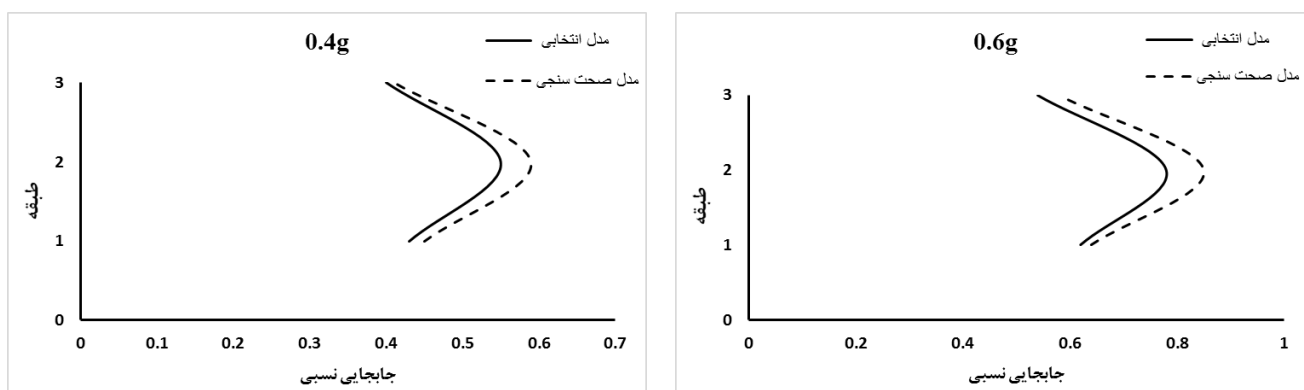 0.4g
مدل انتخابی
مدل صحت سنجی
3
2
1
0
طبقه
0 0.1 0.2 0.3 0.4 0.5 0.6 0.7
جابجایی نسبی
0.6g
مدل انتخابی
مدل صحت سنجی
3
2
1
0
طبقه
0 0.2 0.4 0.6 0.8 1
جابجایی نسبی